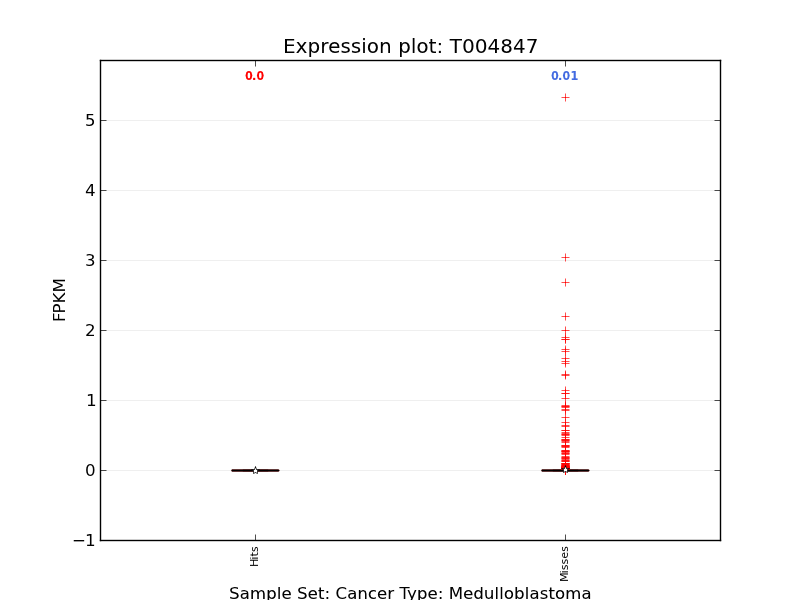 Expression plot: T004847
0.0
0.01
5
4
3
2
1
0
−1
FPKM
Hits
Misses
Sample Set: Cancer Type: Medulloblastoma